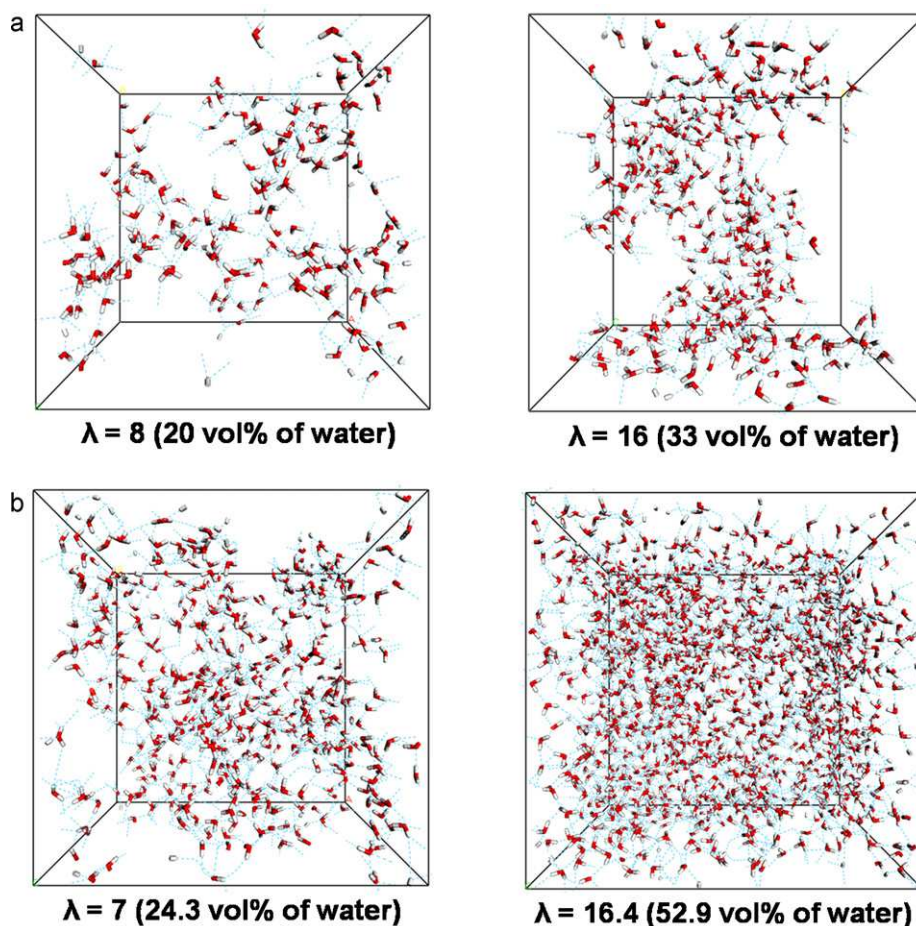 a
λ = 8 (20 vol% of water)
λ = 16 (33 vol% of water)
b
λ = 7 (24.3 vol% of water)
λ = 16.4 (52.9 vol% of water)